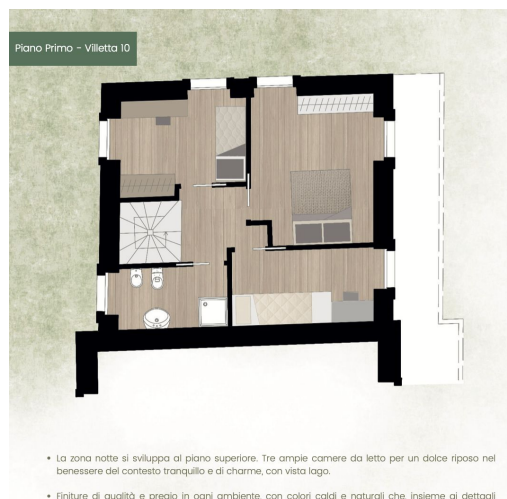 Piano Primo - Villetta 10
• La zona notte si sviluppa al piano superiore. Tre ampie camere da letto per un dolce riposo nel
benessere del contesto tranquillo e di charme, con vista lago.
• Finiture di qualità e pregio in ogni ambiente, con colori caldi e naturali che, insieme ai dettagli